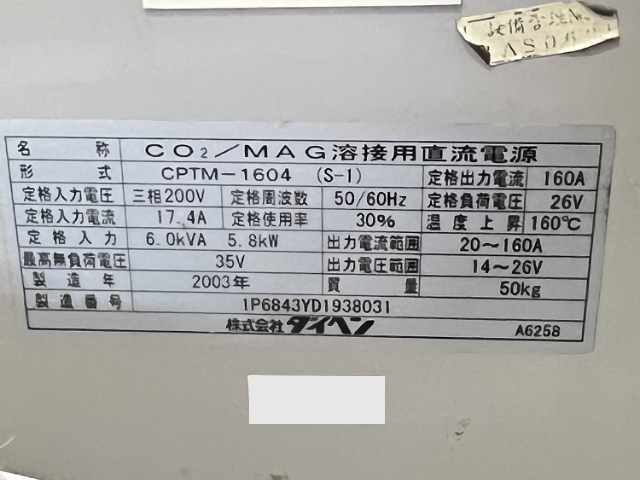 設備番号
名称 CO2/MAG溶接用直流電源
形式 CPTM-1604 (S-1) 定格出力電流 160A
定格入力電圧 三相200V 定格周波数 50/60Hz 定格負荷電圧 26V
定格入力電流 17.4A 定格使用率 30% 温度上昇 160℃
定格入力 6.0kVA 5.8kW 出力電流範囲 20~160A
最高無負荷電圧 35V 出力電圧範囲 14~26V
製造年 2003年 質量 50kg
製造番号 1P6843YD1938031
株式会社ダイヘン A6258